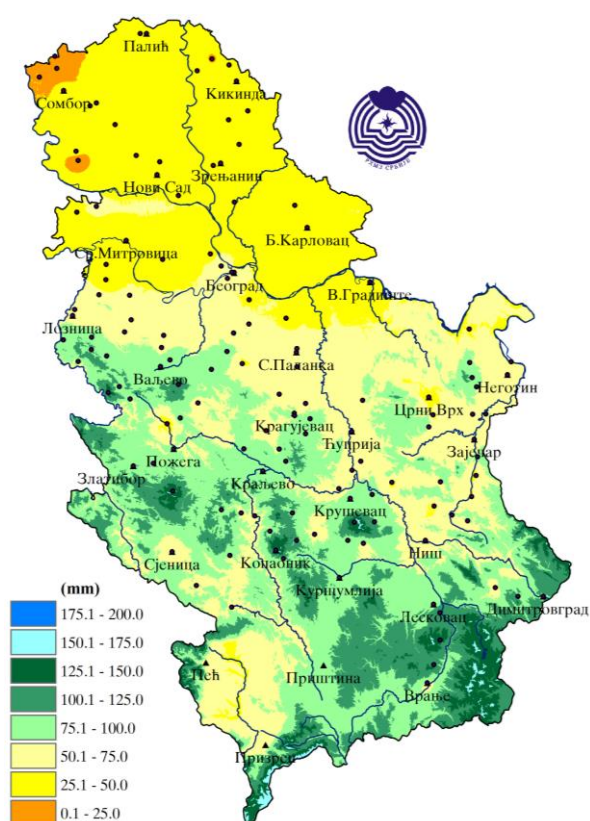 Палић
Кикинда
Сомбор
Зрењанин
Нови Сад
РХМЗ СРБИЈЕ
Б.Карловац
Ср.Митровица
Београд
В.Градиште
Лозница
С.Паланка
Ваљево
Неготин
Црни Врх
Крагујевац
Ћуприја
Зајечар
Пожега
Златибор
Краљево
Крушевац
Ниш
Сјеница
Копаоник
Куршумлија
Димитровград
Лесковац
Пећ
Приштина
Врање
Призрен
(mm)
175.1 - 200.0
150.1 - 175.0
125.1 - 150.0
100.1 - 125.0
75.1 - 100.0
50.1 - 75.0
25.1 - 50.0
0.1 - 25.0